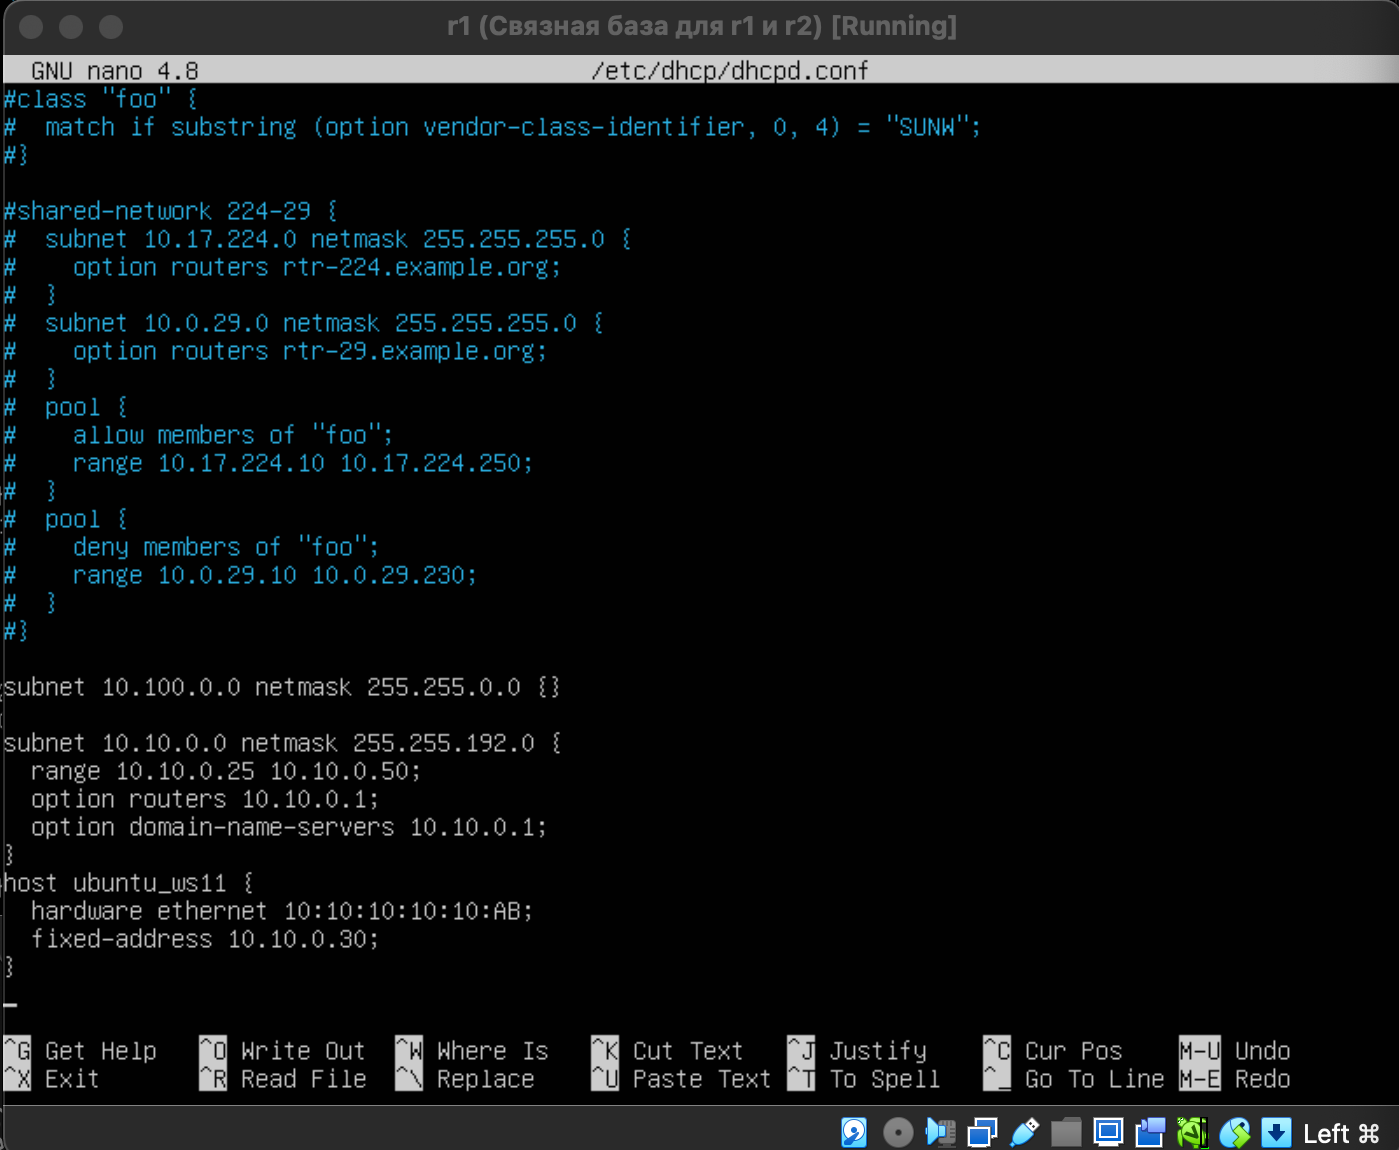 r1 (Связная база для r1 и r2) [Running]
GNU nano 4.8 /etc/dhcp/dhcpd.conf
#class "foo" {
#  match if substring (option vendor-class-identifier, 0, 4) = "SUNW";
#}
#shared-network 224-29 {
#  subnet 10.17.224.0 netmask 255.255.255.0 {
#    option routers rtr-224.example.org;
#  }
#  subnet 10.0.29.0 netmask 255.255.255.0 {
#    option routers rtr-29.example.org;
#  }
#  pool {
#    allow members of "foo";
#    range 10.17.224.10 10.17.224.250;
#  }
#  pool {
#    deny members of "foo";
#    range 10.0.29.10 10.0.29.230;
#  }
#}
subnet 10.100.0.0 netmask 255.255.0.0 {}
subnet 10.10.0.0 netmask 255.255.192.0 {
  range 10.10.0.25 10.10.0.50;
  option routers 10.10.0.1;
  option domain-name-servers 10.10.0.1;
}
host ubuntu_ws11 {
  hardware ethernet 10:10:10:10:10:AB;
  fixed-address 10.10.0.30;
}
^G Get Help ^O Write Out ^W Where Is ^K Cut Text ^J Justify ^C Cur Pos M-U Undo
^X Exit ^R Read File ^\ Replace ^U Paste Text ^T To Spell ^_ Go To Line M-E Redo
Left ⌘